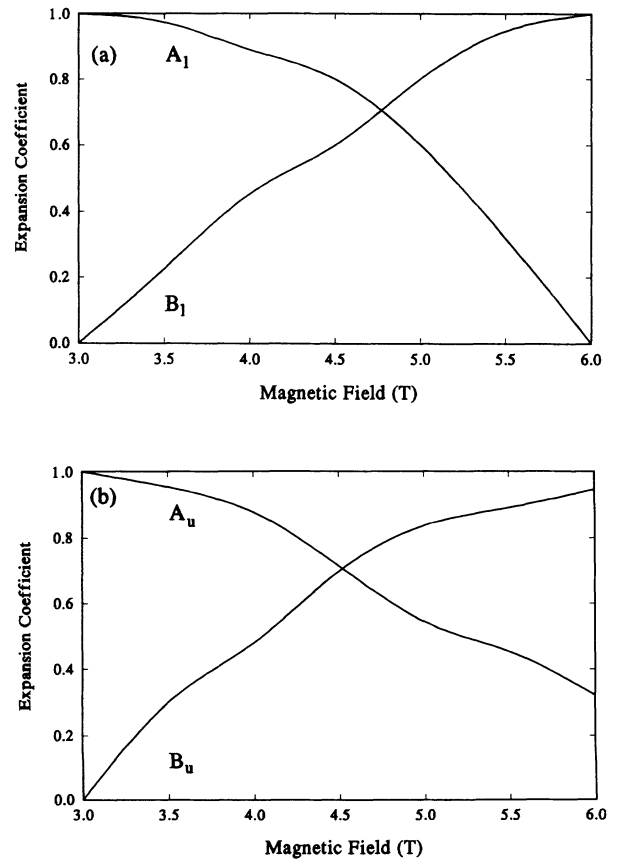 1.0
(a)
A1
0.8
0.6
Expansion Coefficient
0.4
0.2
B1
0.0
3.0 3.5 4.0 4.5 5.0 5.5 6.0
Magnetic Field (T)
1.0
(b)
Au
0.8
0.6
Expansion Coefficient
0.4
0.2
Bu
0.0
3.0 3.5 4.0 4.5 5.0 5.5 6.0
Magnetic Field (T)